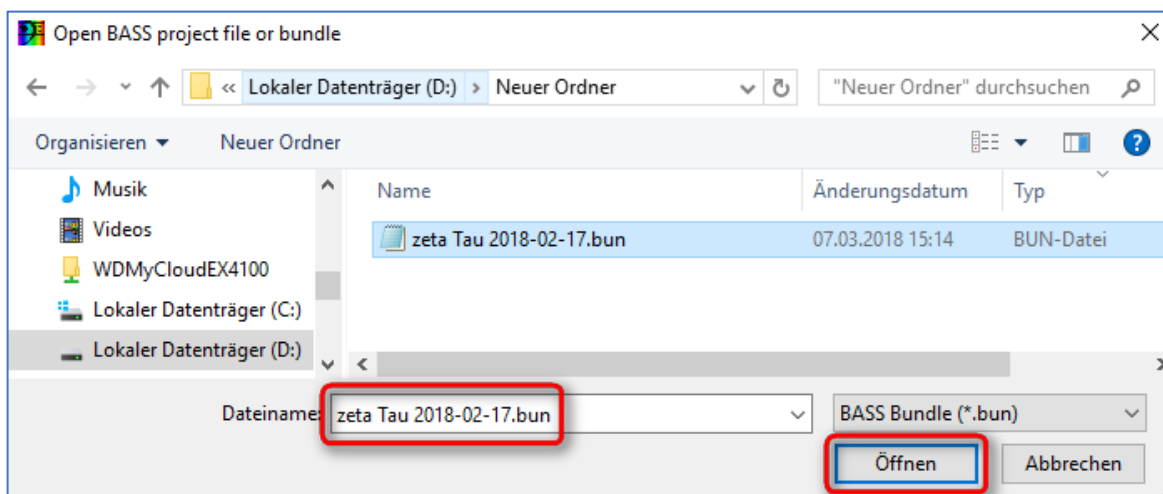 Open BASS project file or bundle
« Lokaler Datenträger (D:) > Neuer Ordner
"Neuer Ordner" durchsuchen
Organisieren Neuer Ordner
Musik
Videos
WDMyCloudEX4100
Lokaler Datenträger (C:)
Lokaler Datenträger (D:)
Name Änderungsdatum Typ
zeta Tau 2018-02-17.bun 07.03.2018 15:14 BUN-Datei
Dateiname: zeta Tau 2018-02-17.bun BASS Bundle (*.bun)
Öffnen Abbrechen